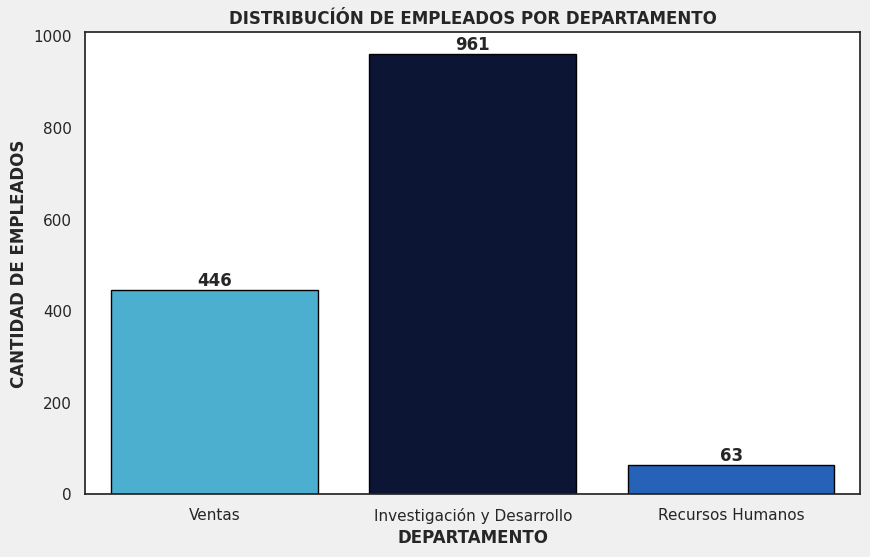 DISTRIBUCÍÓN DE EMPLEADOS POR DEPARTAMENTO
CANTIDAD DE EMPLEADOS
1000
800
600
400
200
0
446
961
63
Ventas
Investigación y Desarrollo
Recursos Humanos
DEPARTAMENTO